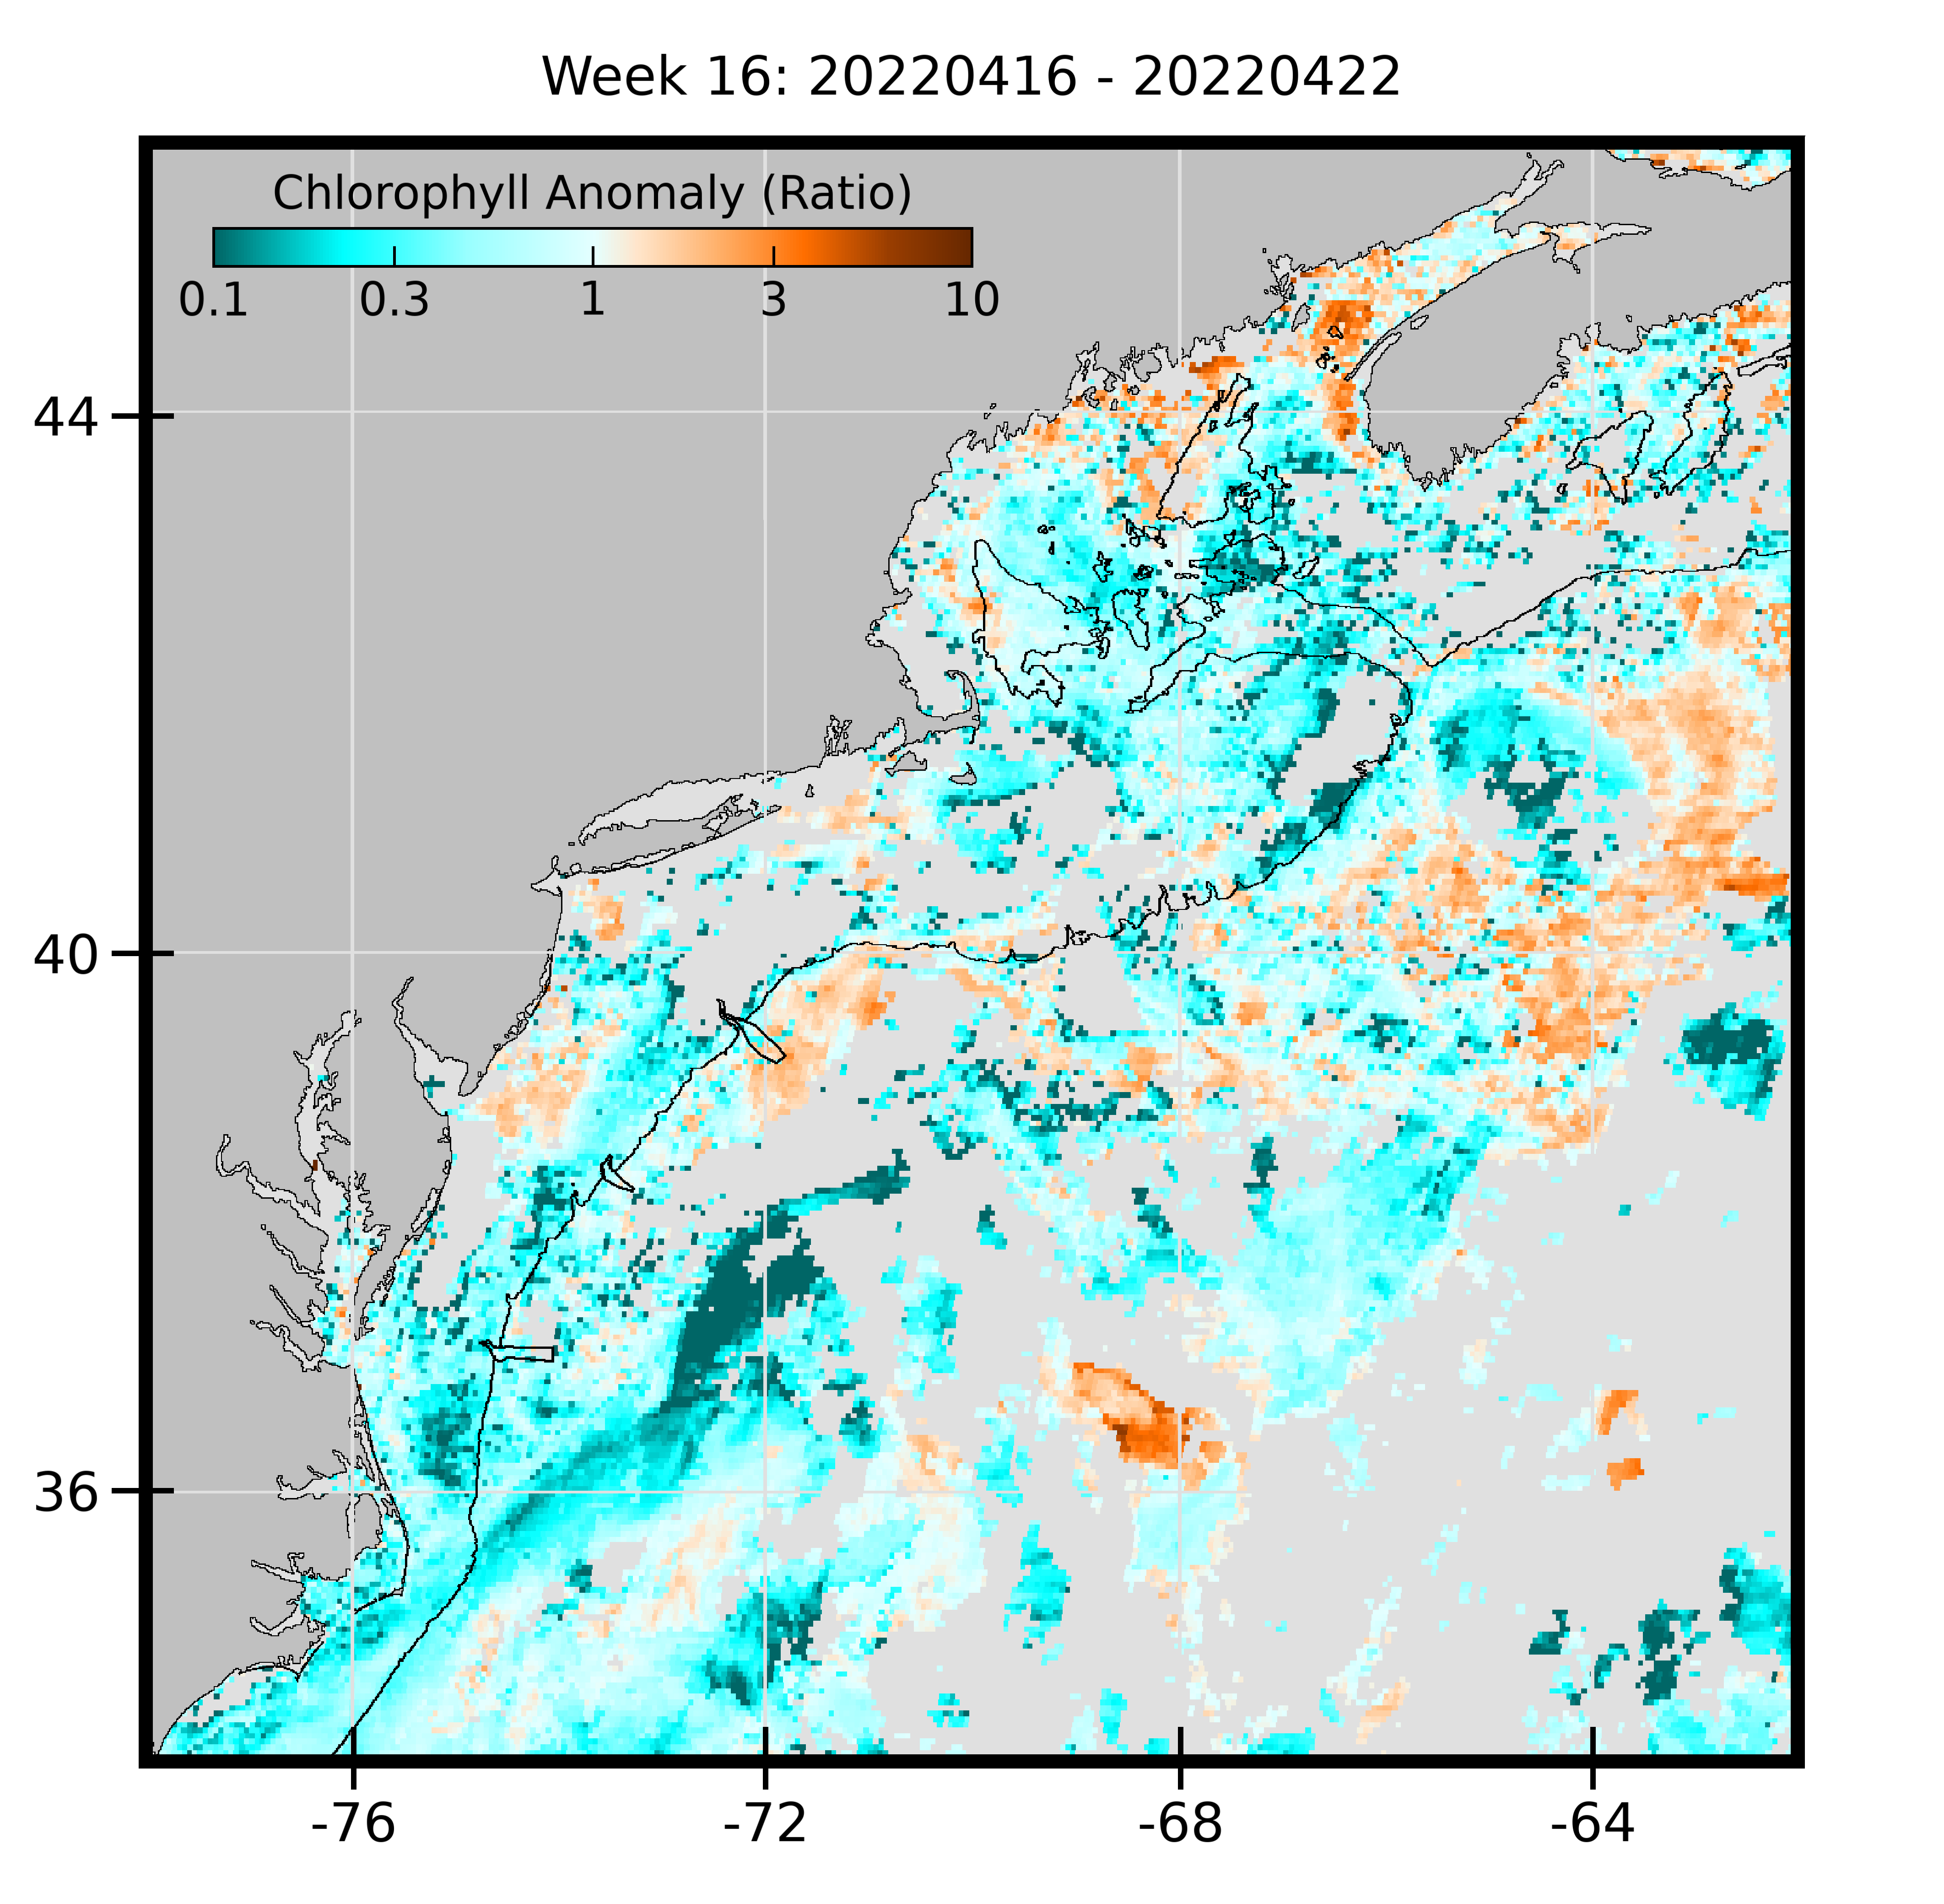 Week 16: 20220416 - 20220422
Chlorophyll Anomaly (Ratio)
0.1 0.3 1 3 10
44
40
36
-76 -72 -68 -64